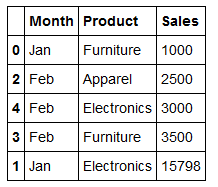 Month Product Sales
0 Jan Furniture 1000
2 Feb Apparel 2500
4 Feb Electronics 3000
3 Feb Furniture 3500
1 Jan Electronics 15798